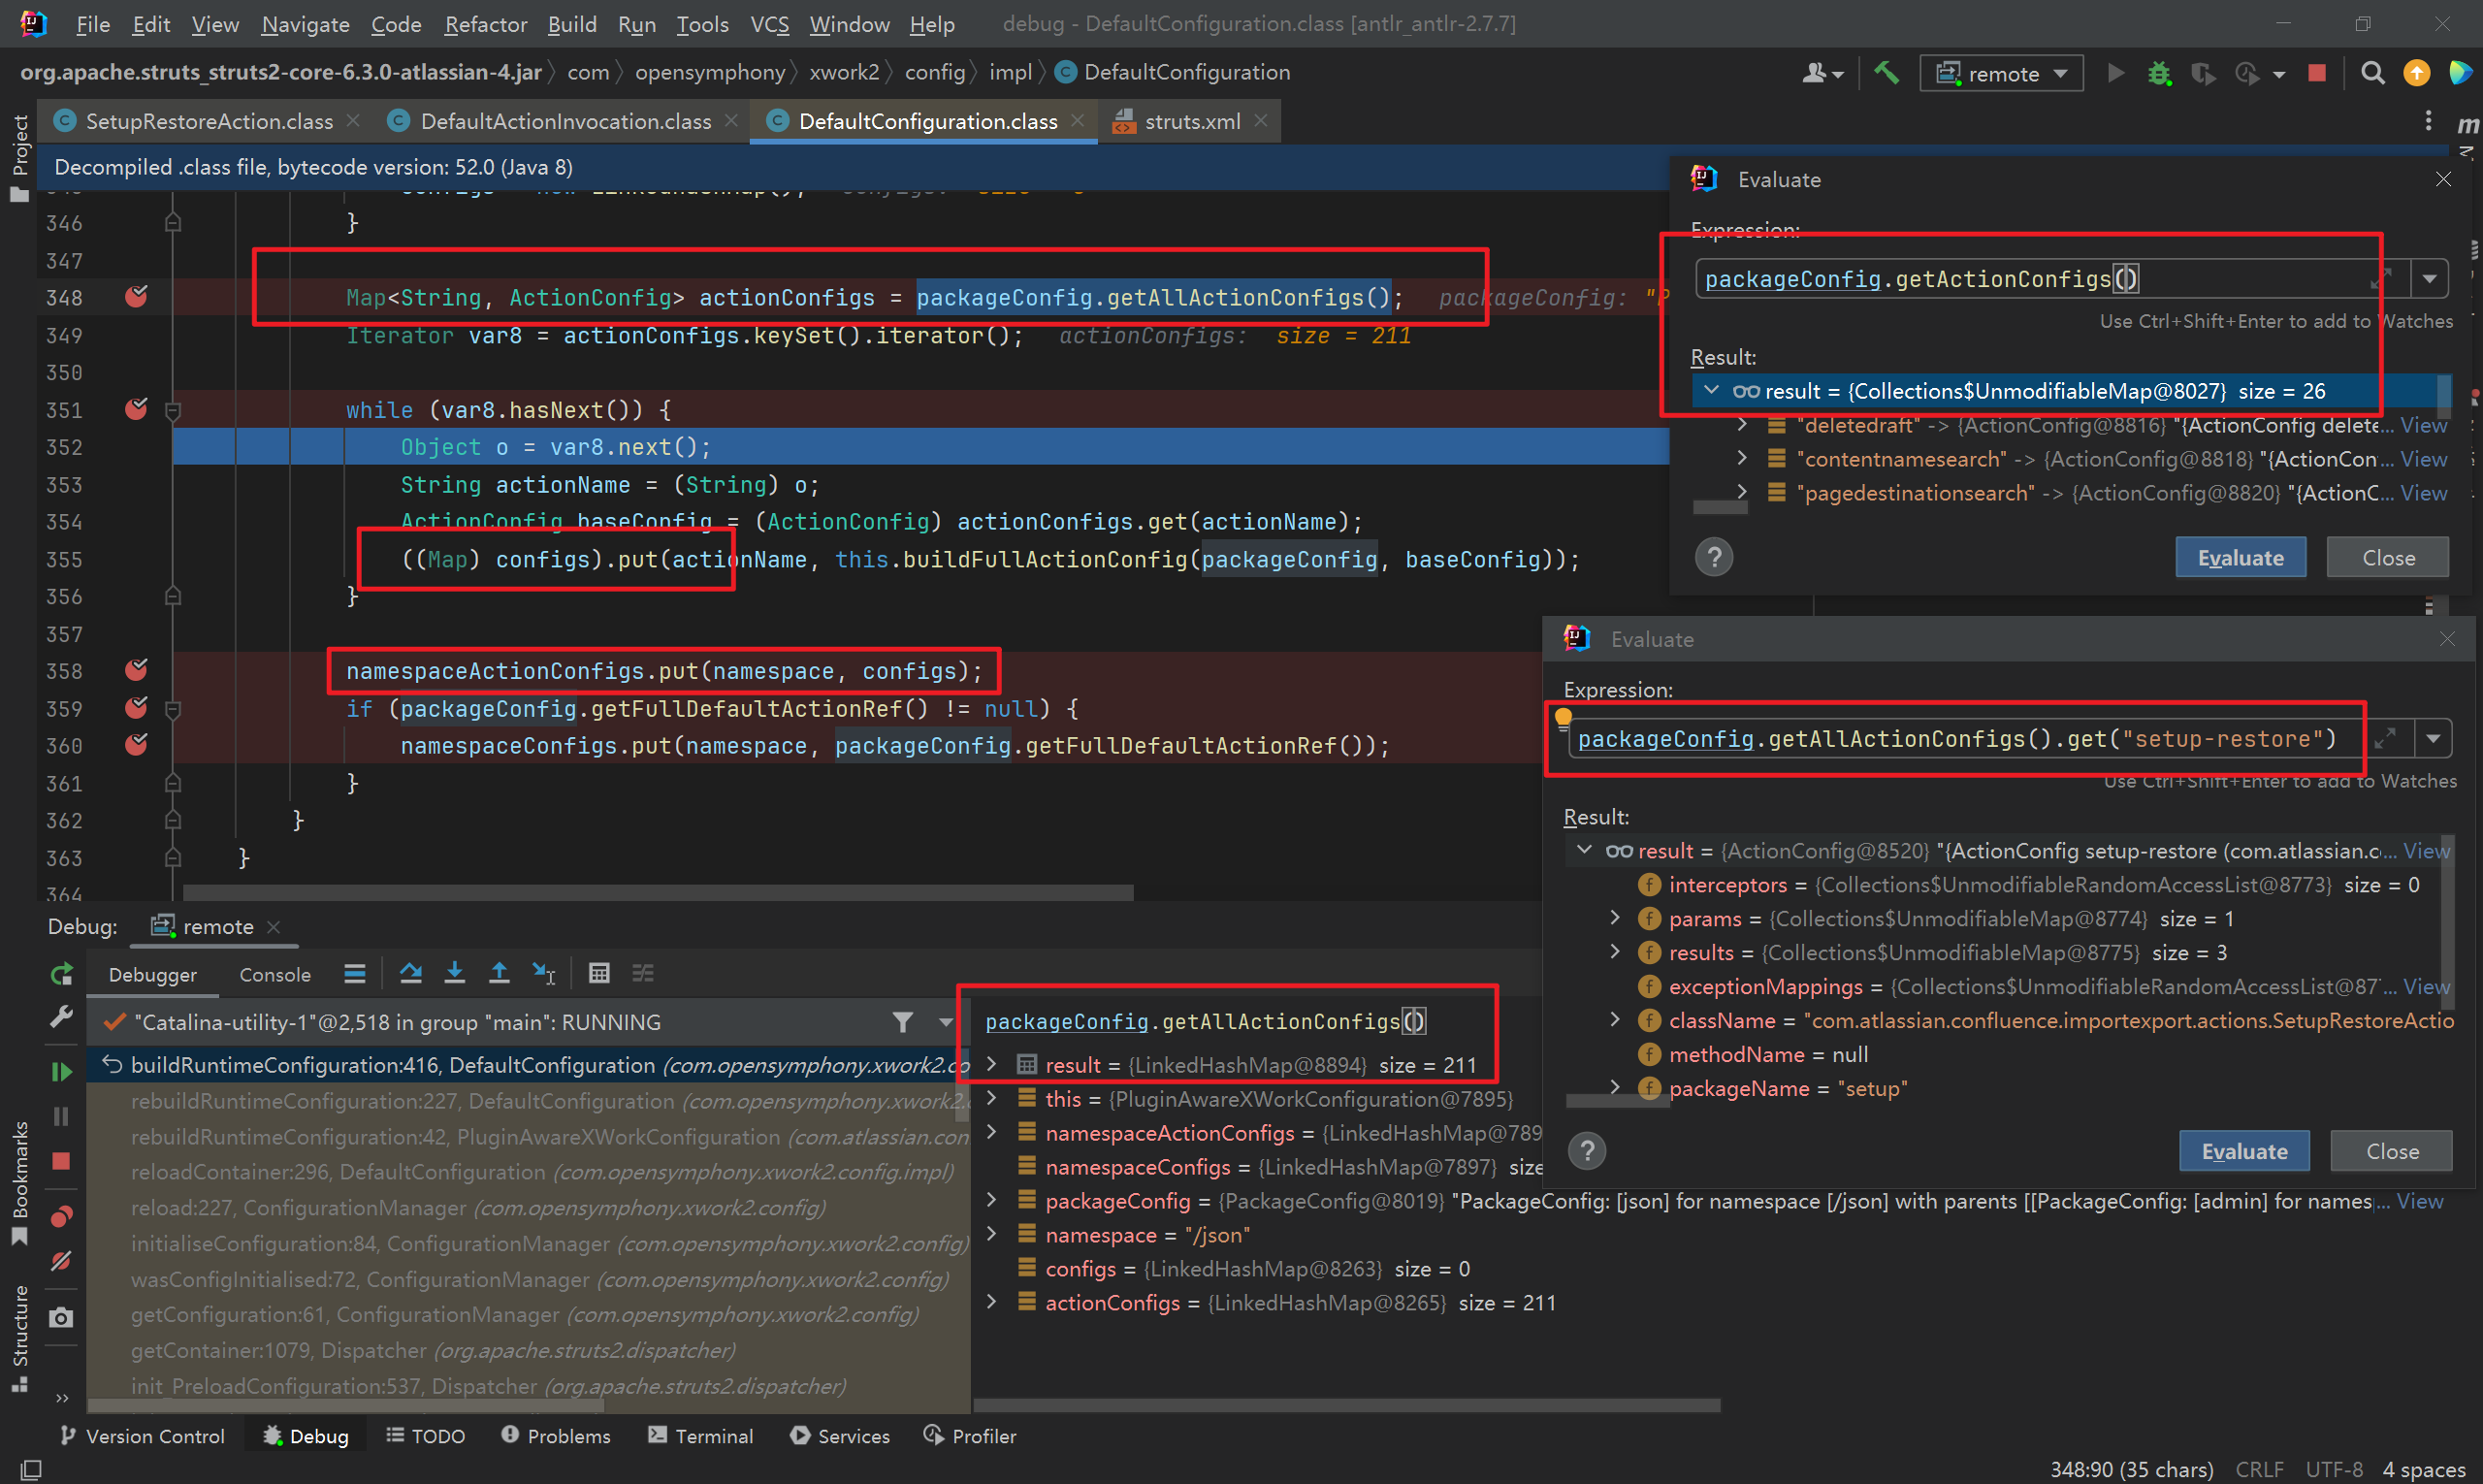 File Edit View Navigate Code Refactor Build Run Tools VCS Window Help debug - DefaultConfiguration.class [antlr_antlr-2.7.7]
org.apache.struts_struts2-core-6.3.0-atlassian-4.jar com opensymphony xwork2 config impl DefaultConfiguration
remote
SetupRestoreAction.class DefaultActionInvocation.class DefaultConfiguration.class struts.xml
Project
Decompiled .class file, bytecode version: 52.0 (Java 8)
346 }
347
348 Map<String, ActionConfig> actionConfigs = packageConfig.getAllActionConfigs(); packageConfig: "P
349 Iterator var8 = actionConfigs.keySet().iterator(); actionConfigs: size = 211
350
351 while (var8.hasNext()) {
352 Object o = var8.next();
353 String actionName = (String) o;
354 ActionConfig baseConfig = (ActionConfig) actionConfigs.get(actionName);
355 ((Map) configs).put(actionName, this.buildFullActionConfig(packageConfig, baseConfig));
356 }
357
358 namespaceActionConfigs.put(namespace, configs);
359 if (packageConfig.getFullDefaultActionRef() != null) {
360 namespaceConfigs.put(namespace, packageConfig.getFullDefaultActionRef());
361 }
362 }
363 }
364
Evaluate
Expression:
packageConfig.getActionConfigs()
Use Ctrl+Shift+Enter to add to Watches
Result:
result = {Collections$UnmodifiableMap@8027} size = 26
"deletedraft" -> {ActionConfig@8816} "{ActionConfig delete... View
"contentnamesearch" -> {ActionConfig@8818} "{ActionCon... View
"pagedestinationsearch" -> {ActionConfig@8820} "{ActionC... View
? Evaluate Close
Evaluate
Expression:
packageConfig.getAllActionConfigs().get("setup-restore")
Use Ctrl+Shift+Enter to add to Watches
Result:
result = {ActionConfig@8520} "{ActionConfig setup-restore (com.atlassian.c... View
interceptors = {Collections$UnmodifiableRandomAccessList@8773} size = 0
params = {Collections$UnmodifiableMap@8774} size = 1
results = {Collections$UnmodifiableMap@8775} size = 3
exceptionMappings = {Collections$UnmodifiableRandomAccessList@87... View
className = "com.atlassian.confluence.importexport.actions.SetupRestoreActio
methodName = null
packageName = "setup"
? Evaluate Close
Debug: remote
Debugger Console
"Catalina-utility-1"@2,518 in group "main": RUNNING
buildRuntimeConfiguration:416, DefaultConfiguration (com.opensymphony.xwork2.co
rebuildRuntimeConfiguration:227, DefaultConfiguration (com.opensymphony.xwork2.
rebuildRuntimeConfiguration:42, PluginAwareXWorkConfiguration (com.atlassian.con
reloadContainer:296, DefaultConfiguration (com.opensymphony.xwork2.config.impl)
reload:227, ConfigurationManager (com.opensymphony.xwork2.config)
initialiseConfiguration:84, ConfigurationManager (com.opensymphony.xwork2.config)
wasConfigInitialised:72, ConfigurationManager (com.opensymphony.xwork2.config)
getConfiguration:61, ConfigurationManager (com.opensymphony.xwork2.config)
getContainer:1079, Dispatcher (org.apache.struts2.dispatcher)
init_PreloadConfiguration:537, Dispatcher (org.apache.struts2.dispatcher)
packageConfig.getAllActionConfigs()
result = {LinkedHashMap@8894} size = 211
this = {PluginAwareXWorkConfiguration@7895}
namespaceActionConfigs = {LinkedHashMap@789
namespaceConfigs = {LinkedHashMap@7897} size
packageConfig = {PackageConfig@8019} "PackageConfig: [json] for namespace [/json] with parents [[PackageConfig: [admin] for names... View
namespace = "/json"
configs = {LinkedHashMap@8263} size = 0
actionConfigs = {LinkedHashMap@8265} size = 211
Bookmarks
Structure
Version Control Debug TODO Problems Terminal Services Profiler
348:90 (35 chars) CRLF UTF-8 4 spaces